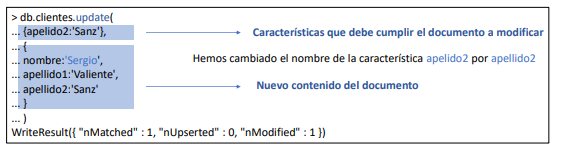 > db.clientes.update(
... {apelido2:'Sanz'},
Características que debe cumplir el documento a modificar
... {
... nombre:'Sergio',
Hemos cambiado el nombre de la característica apelido2 por apellido2
... apellido1:'Valiente',
... apellido2:'Sanz'
Nuevo contenido del documento
... }
... )
WriteResult({ "nMatched" : 1, "nUpserted" : 0, "nModified" : 1 })